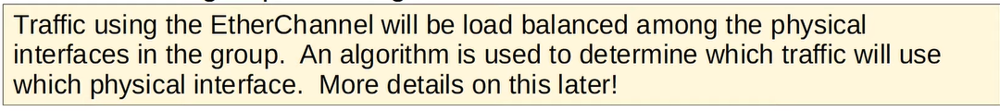 Traffic using the EtherChannel will be load balanced among the physical
interfaces in the group.  An algorithm is used to determine which traffic will use
which physical interface.  More details on this later!